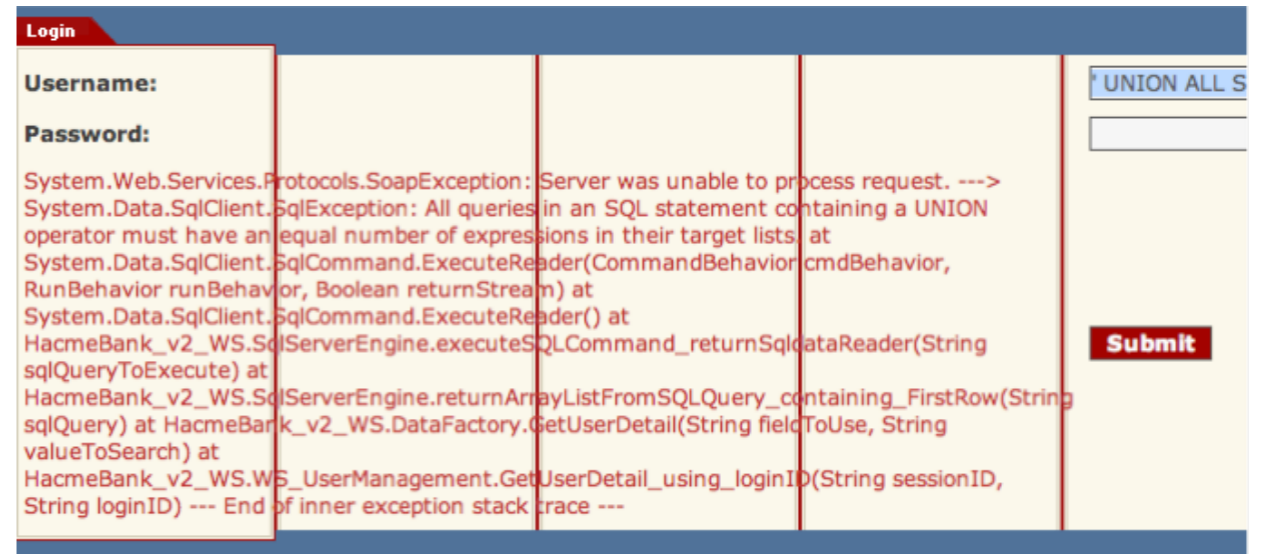 Login
Username:
' UNION ALL S
Password:
System.Web.Services.Protocols.SoapException: Server was unable to process request. --->
System.Data.SqlClient.SqlException: All queries in an SQL statement containing a UNION
operator must have an equal number of expressions in their target lists. at
System.Data.SqlClient.SqlCommand.ExecuteReader(CommandBehavior cmdBehavior,
RunBehavior runBehavior, Boolean returnStream) at
System.Data.SqlClient.SqlCommand.ExecuteReader() at
HacmeBank_v2_WS.SqlServerEngine.executeSQLCommand_returnSqldataReader(String
sqlQueryToExecute) at
HacmeBank_v2_WS.SqlServerEngine.returnArrayListFromSQLQuery_containing_FirstRow(String
sqlQuery) at HacmeBank_v2_WS.DataFactory.GetUserDetail(String fieldToUse, String
valueToSearch) at
HacmeBank_v2_WS.WS_UserManagement.GetUserDetail_using_loginID(String sessionID,
String loginID) --- End of inner exception stack trace ---
Submit